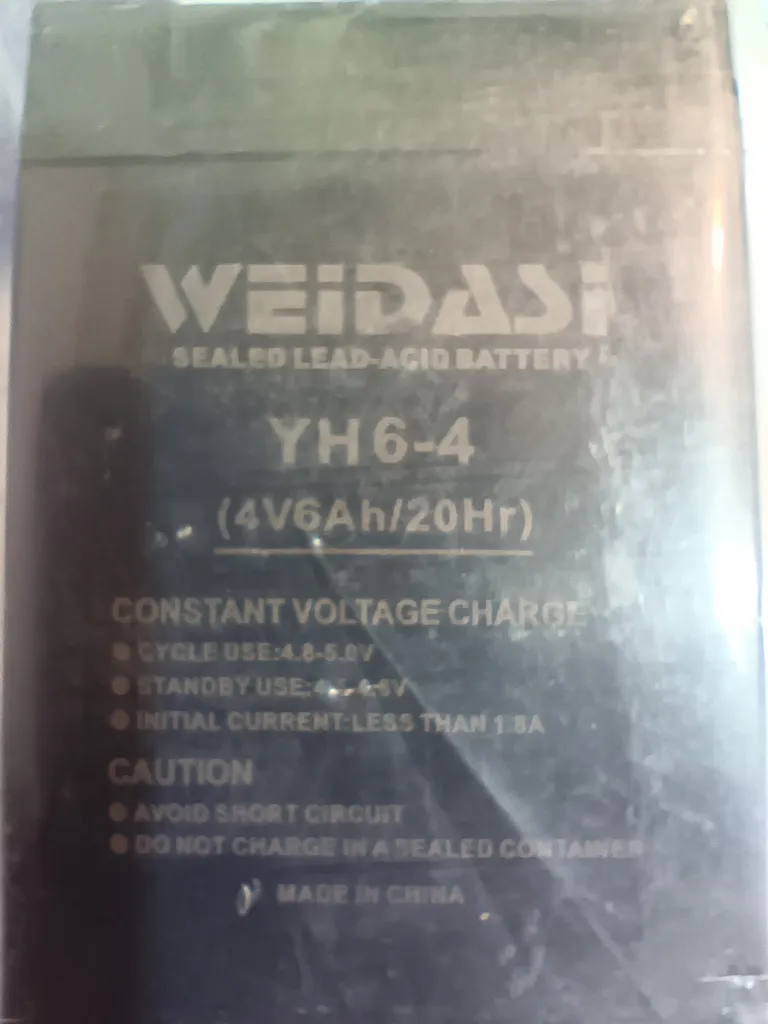 WEIDASI
SEALED LEAD-ACID BATTERY
YH6-4
(4V6Ah/20Hr)
CONSTANT VOLTAGE CHARGE
● CYCLE USE:4.8-5.0V
● STANDBY USE:
● INITIAL CURRENT:LESS THAN 1.8A
CAUTION
● AVOID SHORT CIRCUIT
● DO NOT CHARGE IN A SEALED CONTAINER
MADE IN CHINA